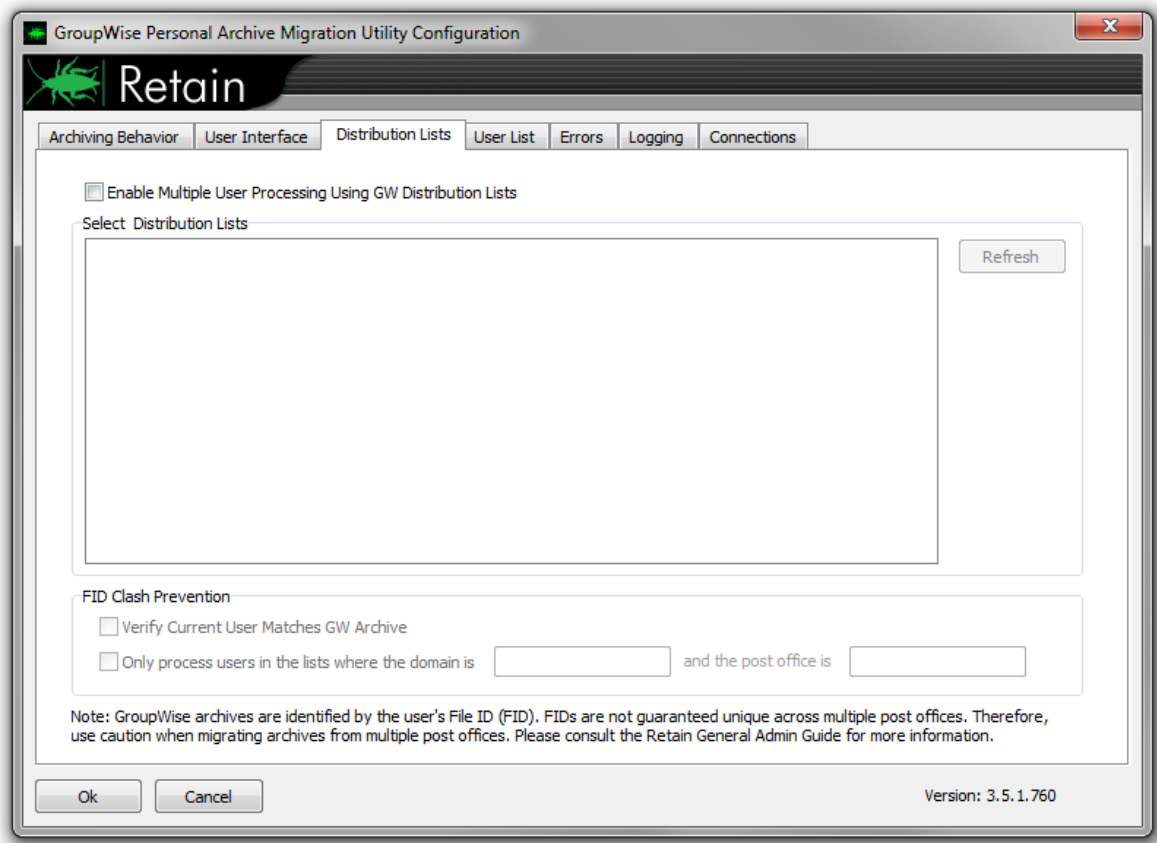 GroupWise Personal Archive Migration Utility Configuration
Retain
Archiving Behavior User Interface Distribution Lists User List Errors Logging Connections
Enable Multiple User Processing Using GW Distribution Lists
Select Distribution Lists
Refresh
FID Clash Prevention
Verify Current User Matches GW Archive
Only process users in the lists where the domain is and the post office is
Note: GroupWise archives are identified by the user's File ID (FID). FIDs are not guaranteed unique across multiple post offices. Therefore,
use caution when migrating archives from multiple post offices. Please consult the Retain General Admin Guide for more information.
Ok Cancel Version: 3.5.1.760